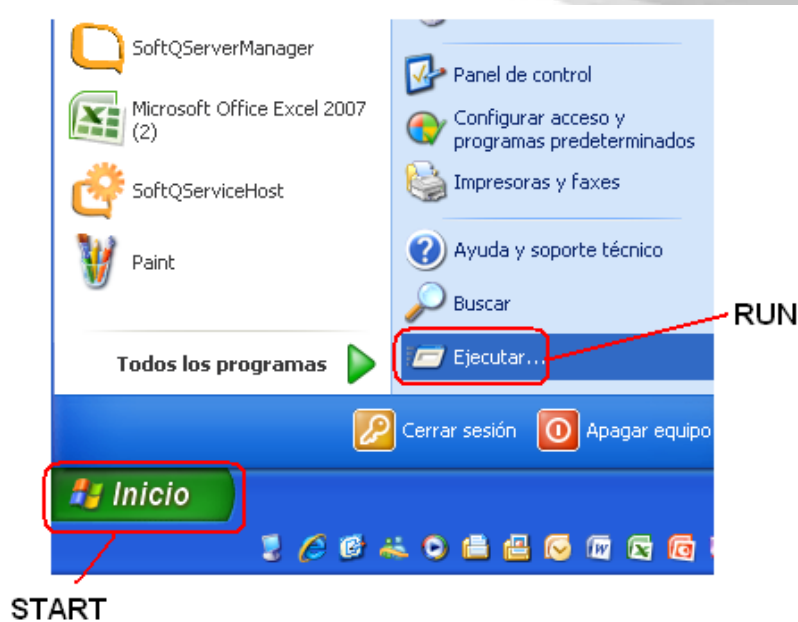 SoftQServerManager
Microsoft Office Excel 2007
(2)
SoftQServiceHost
Paint
Todos los programas
Panel de control
Configurar acceso y
programas predeterminados
Impresoras y faxes
Ayuda y soporte técnico
Buscar
Ejecutar...
RUN
Cerrar sesión
Apagar equipo
Inicio
START